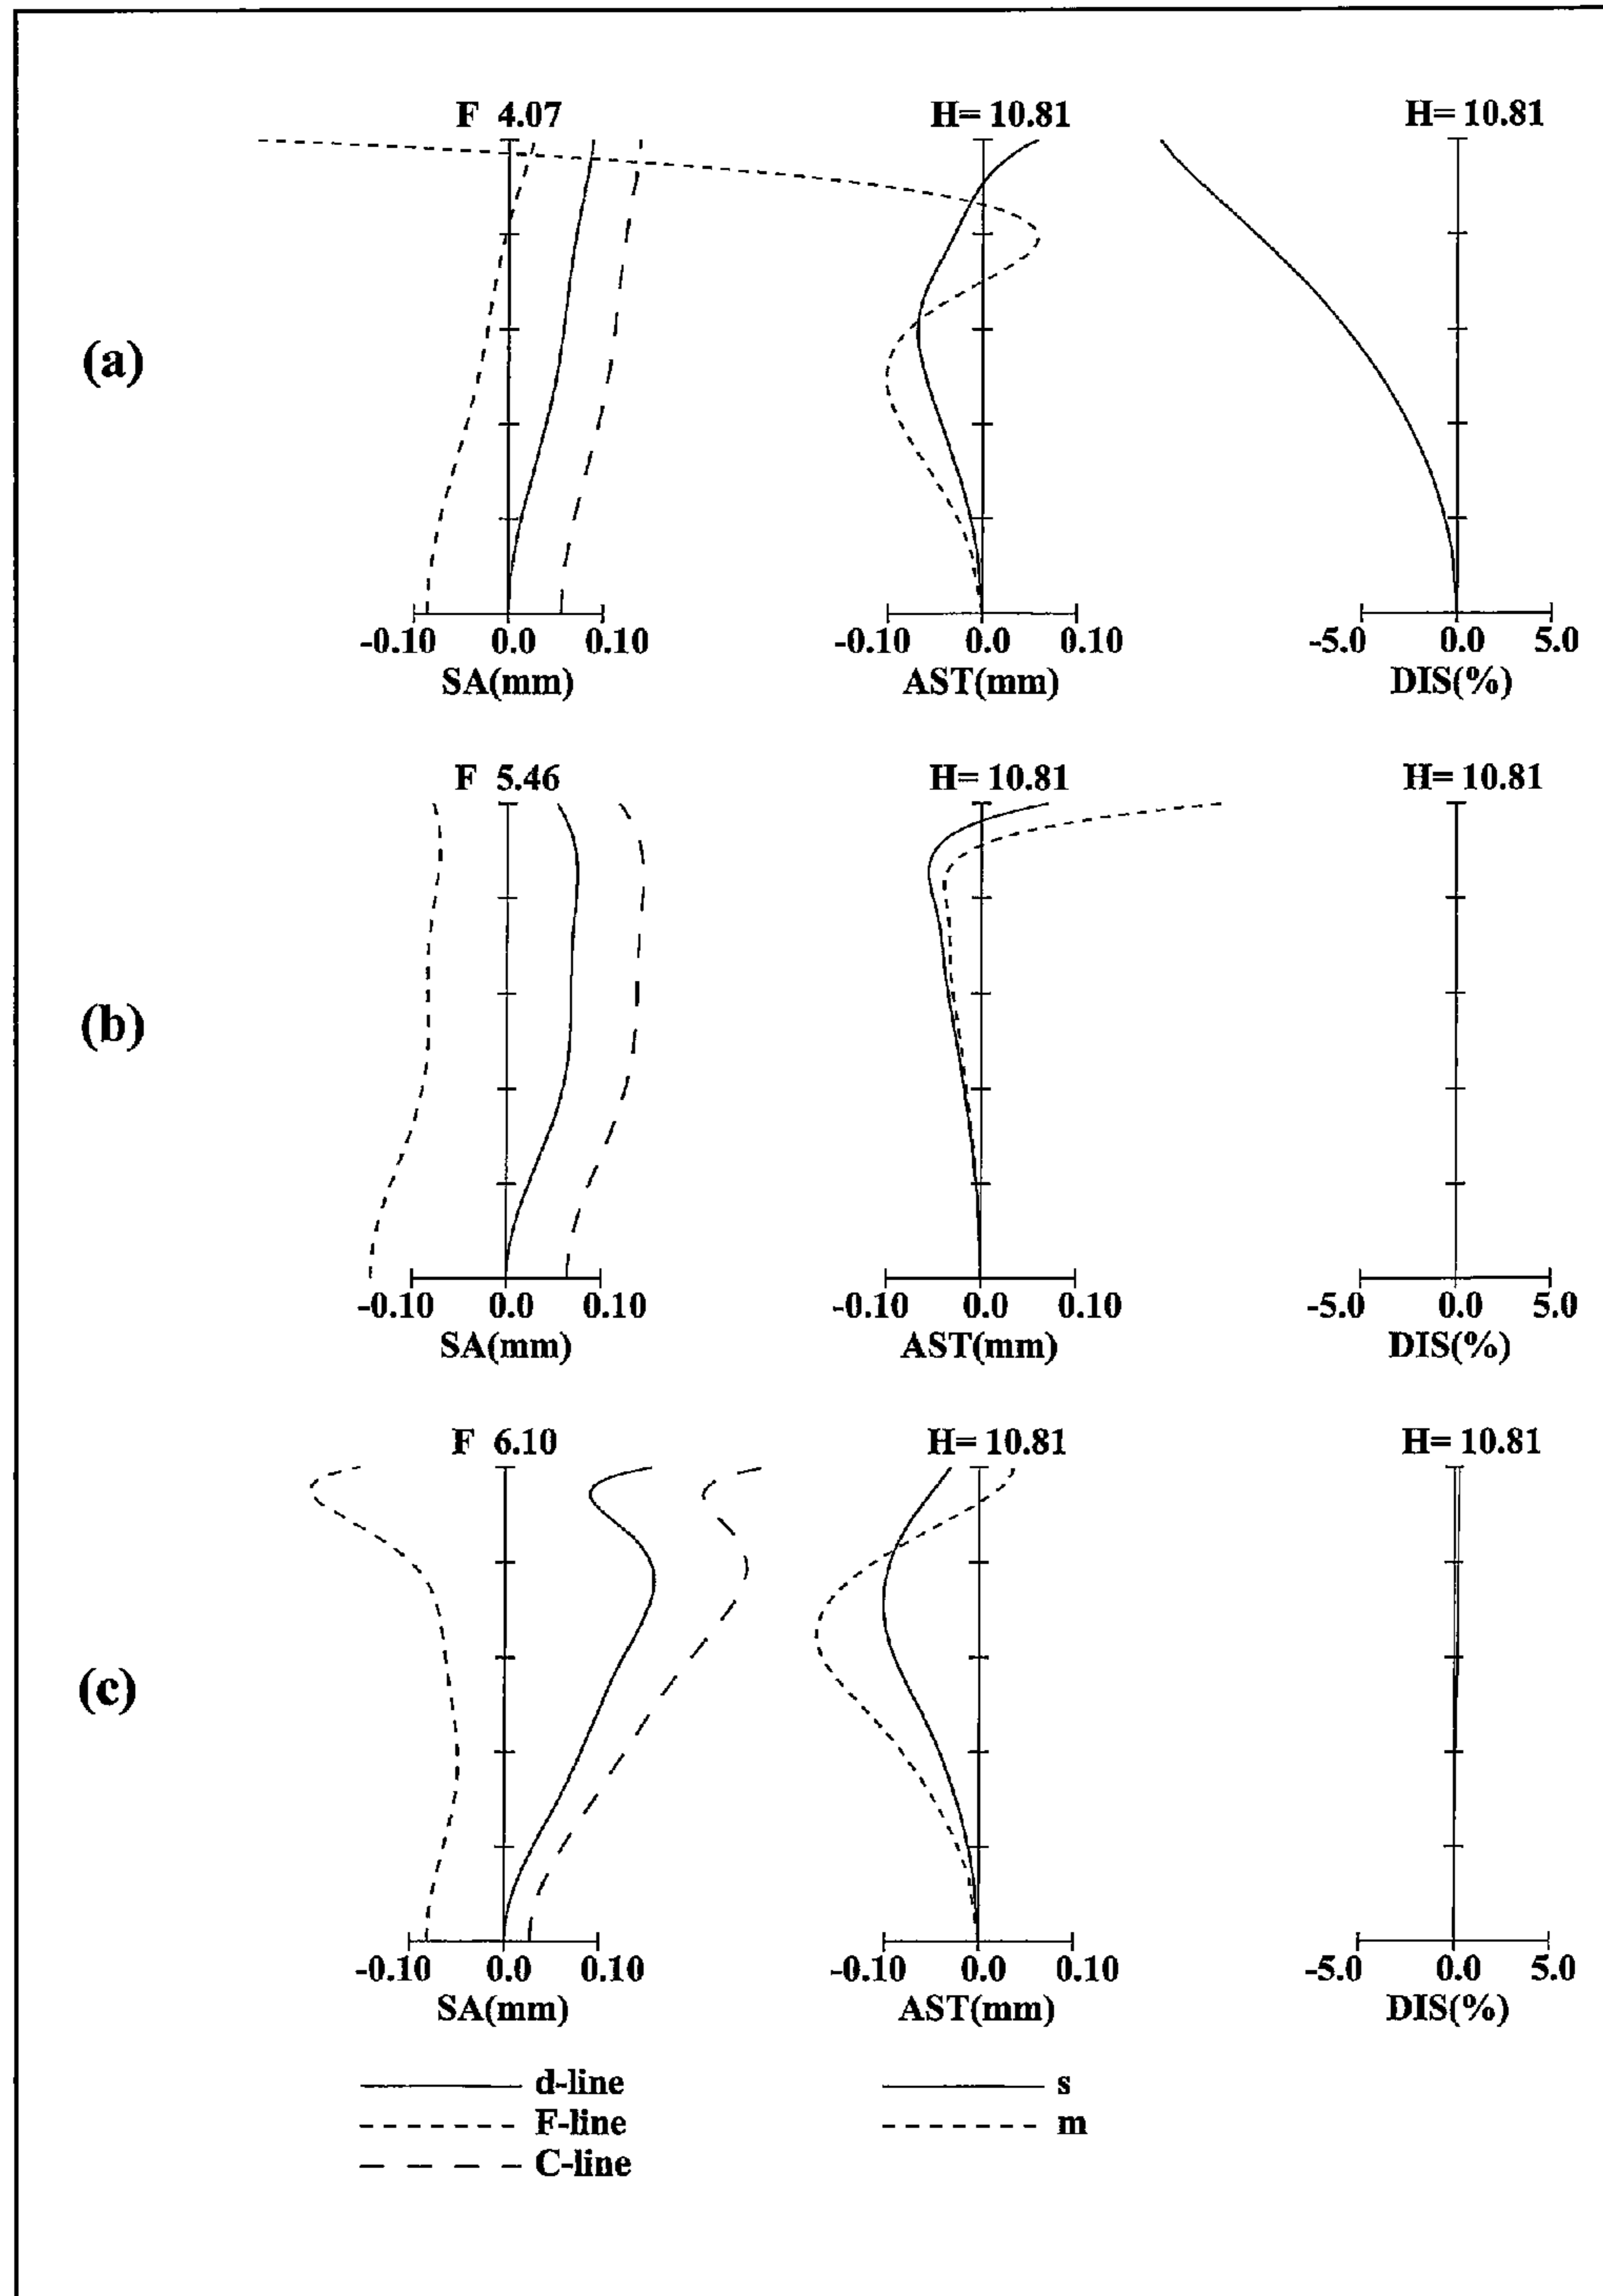 F 4.07 H= 10.81 H= 10.81
(a)
-0.10 0.0 0.10 -0.10 0.0 0.10 -5.0 0.0 5.0
SA(mm) AST(mm) DIS(%)
F 5.46 H= 10.81 H= 10.81
(b)
-0.10 0.0 0.10 -0.10 0.0 0.10 -5.0 0.0 5.0
SA(mm) AST(mm) DIS(%)
F 6.10 H= 10.81 H= 10.81
(c)
-0.10 0.0 0.10 -0.10 0.0 0.10 -5.0 0.0 5.0
SA(mm) AST(mm) DIS(%)
d-line s
F-line m
C-line